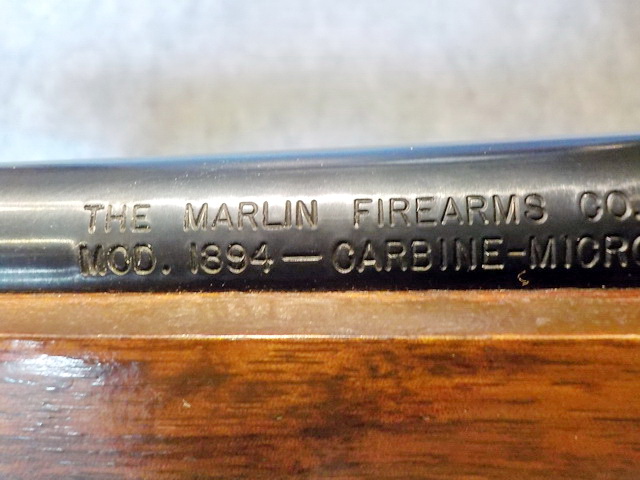 THE MARLIN FIREARMS CO.
MOD. 1894 — CARBINE-MICRO